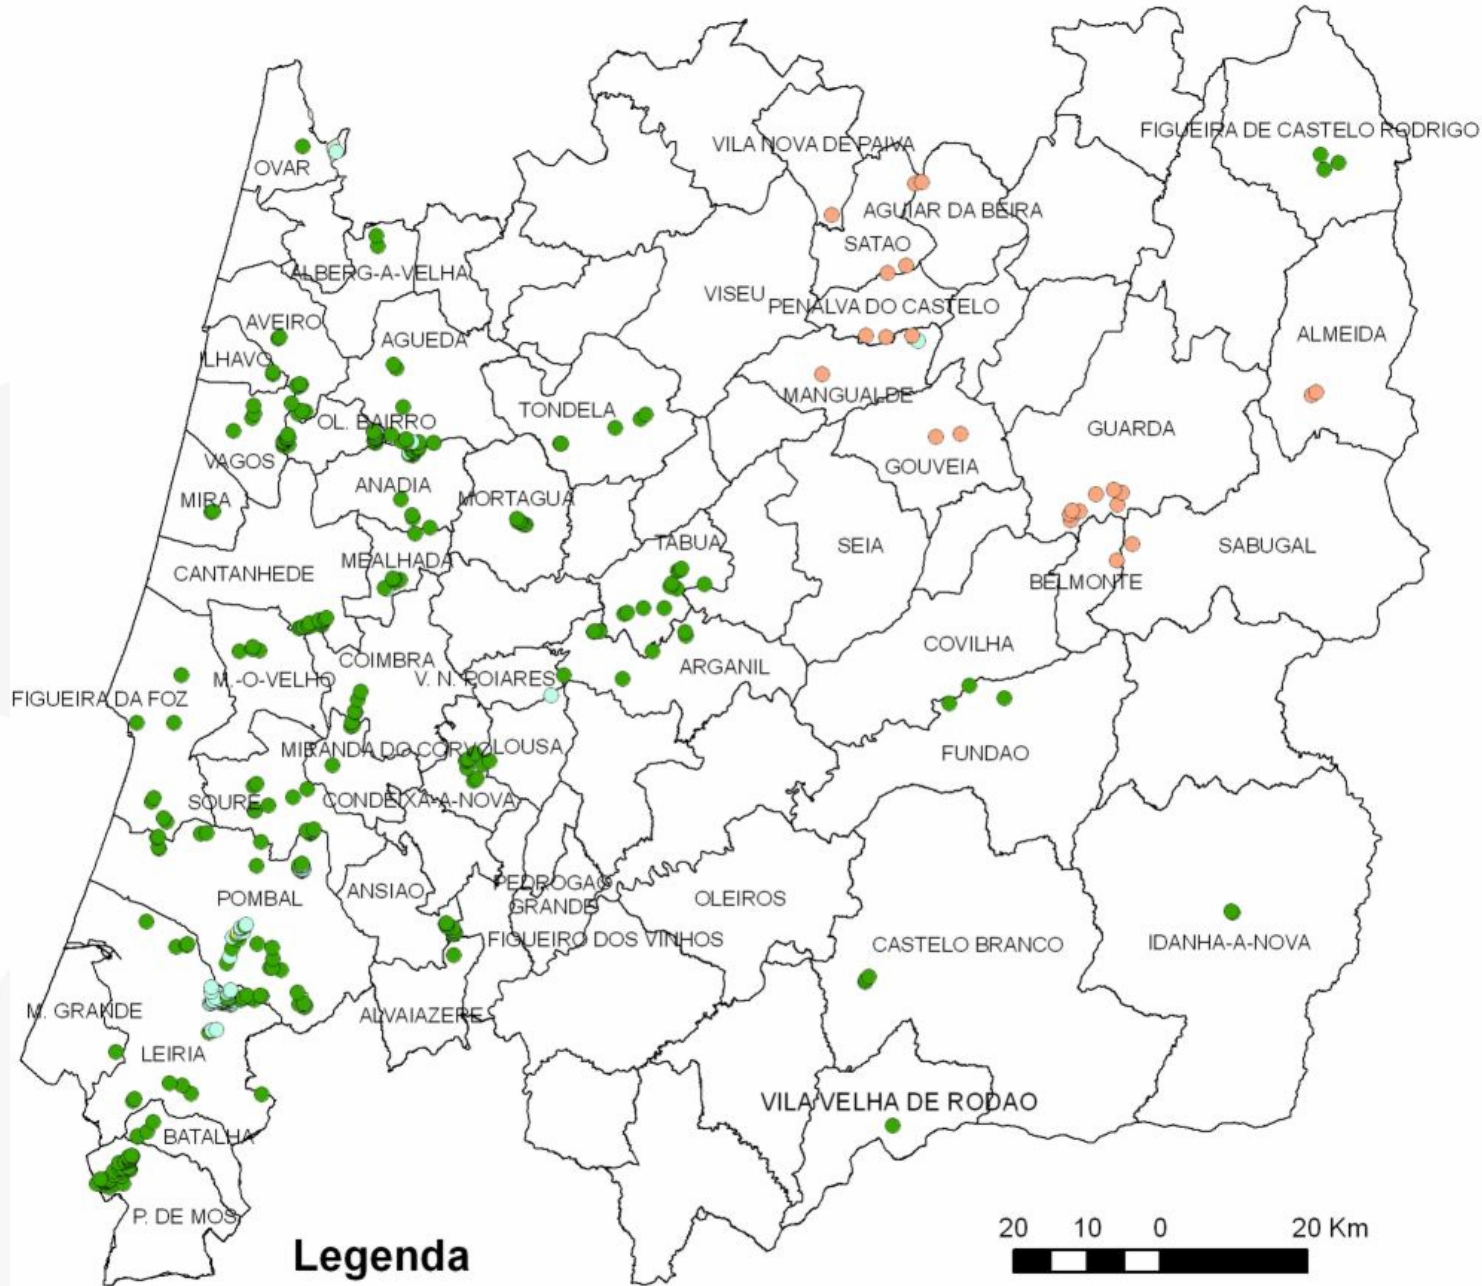 FIGUEIRA DE CASTELO RODRIGO
VILA NOVA DE PAIVA
OVAR
AGUIAR DA BEIRA
SATAO
ALBERG-A-VELHA
VISEU
PENALVA DO CASTELO
AVEIRO
ALMEIDA
AGUEDA
ILHAVO
MANGUALDE
TONDELA
OL. BAIRRO
GUARDA
VAGOS
GOUVEIA
ANADIA
MORTAGUA
MIRA
TABUA
SEIA
SABUGAL
MEALHADA
CANTANHEDE
BELMONTE
COVILHA
COIMBRA
ARGANIL
M.-O-VELHO
V. N. POIARES
FIGUEIRA DA FOZ
MIRANDA DO CORVO
LOUSA
FUNDAO
SOURE
CONDEIXA-A-NOVA
PEDROGAO
GRANDE
ANSIAO
POMBAL
OLEIROS
FIGUEIRO DOS VINHOS
CASTELO BRANCO
IDANHA-A-NOVA
M. GRANDE
ALVAIAZERE
LEIRIA
VILA VELHA DE RODAO
BATALHA
P. DE MOS
20 10 0 20 Km
Legenda